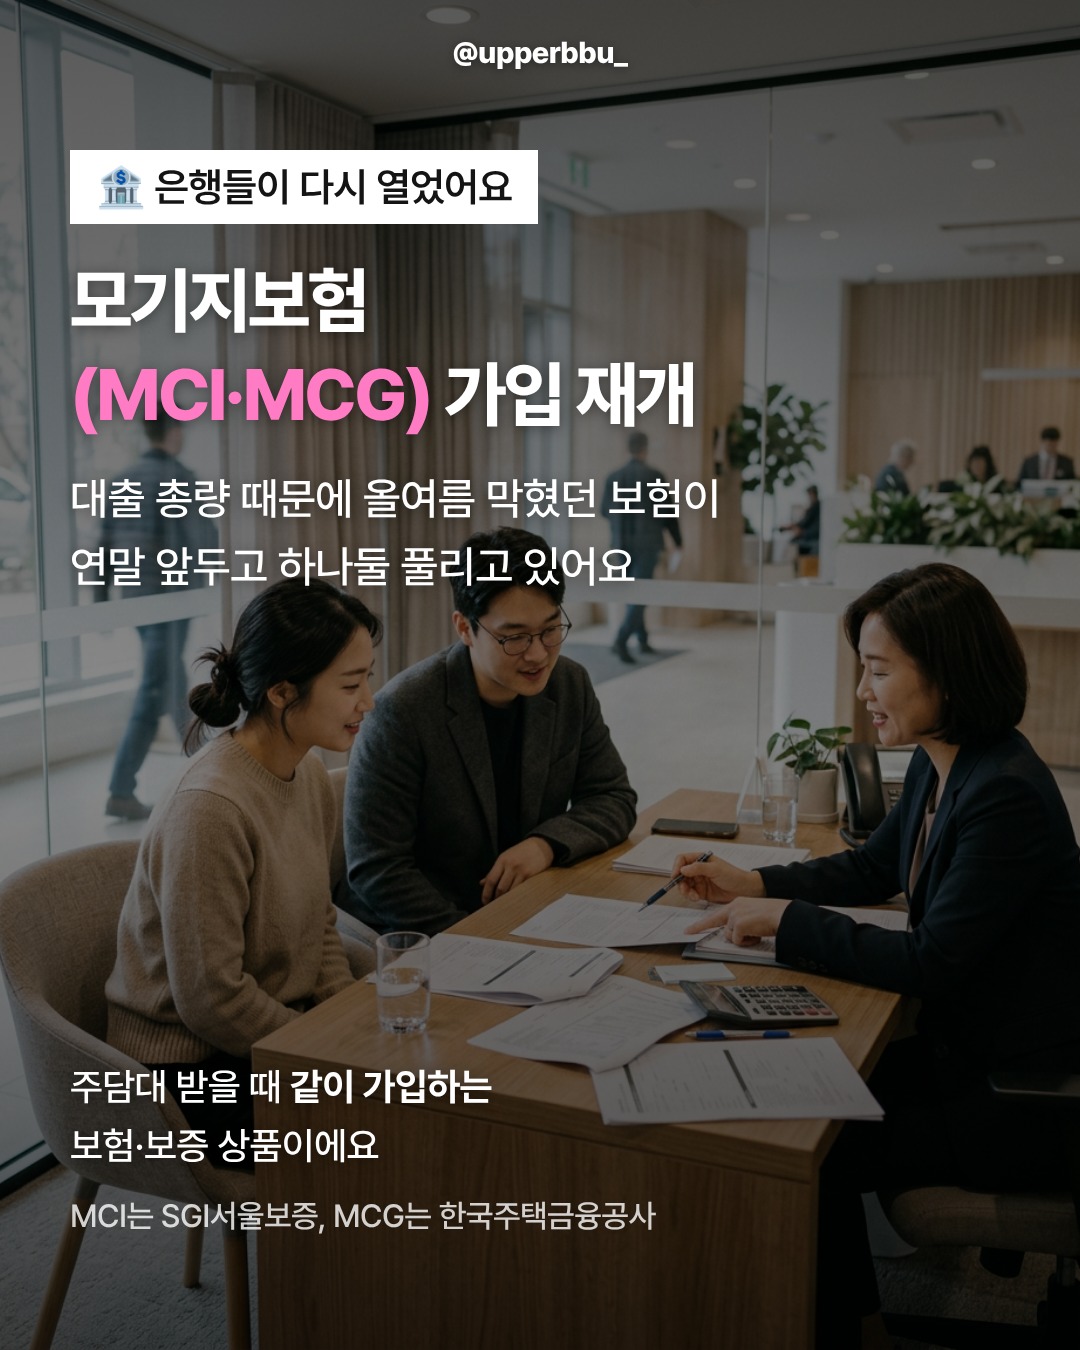 @upperbbu_
🏦 은행들이 다시 열었어요
모기지보험
(MCI·MCG) 가입 재개
대출 총량 때문에 올여름 막혔던 보험이
연말 앞두고 하나둘 풀리고 있어요
주담대 받을 때 같이 가입하는
보험·보증 상품이에요
MCI는 SGI서울보증, MCG는 한국주택금융공사